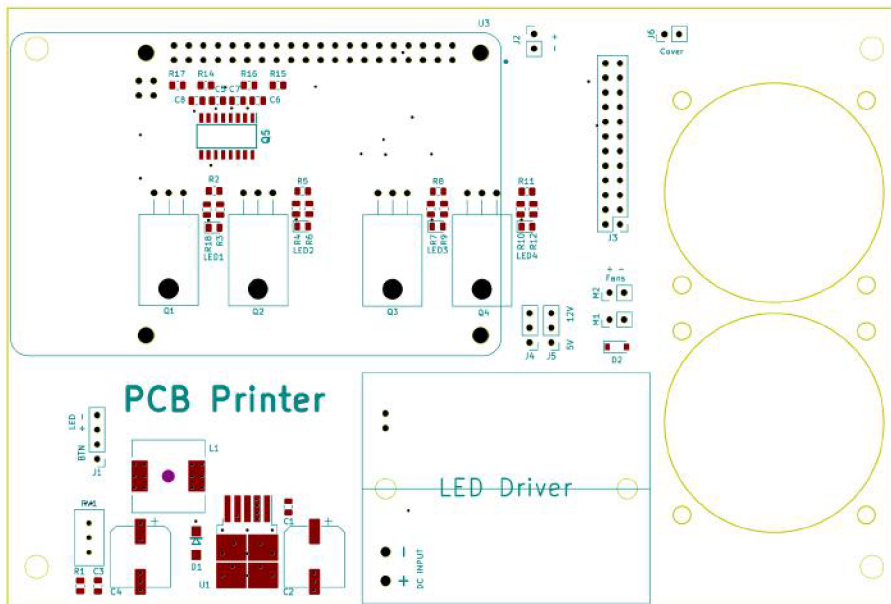 U3
J2
+
−
J6
Cover
R17 R14 R16 R15
C8 C5 C7 C6
Q5
R2 R5 R8 R11
R18 R3 R4 R6 R7 R9 R10 R12
LED1 LED2 LED3 LED4
J3
+ −
Fans
M2
M1
Q1 Q2 Q3 Q4
12V
5V
J4 J5
D2
PCB Printer
LED − +
BTN
J1
L1
LED Driver
RV1
C1
− DC INPUT
+
R1 C3
C4 + D1 U1 C2 +